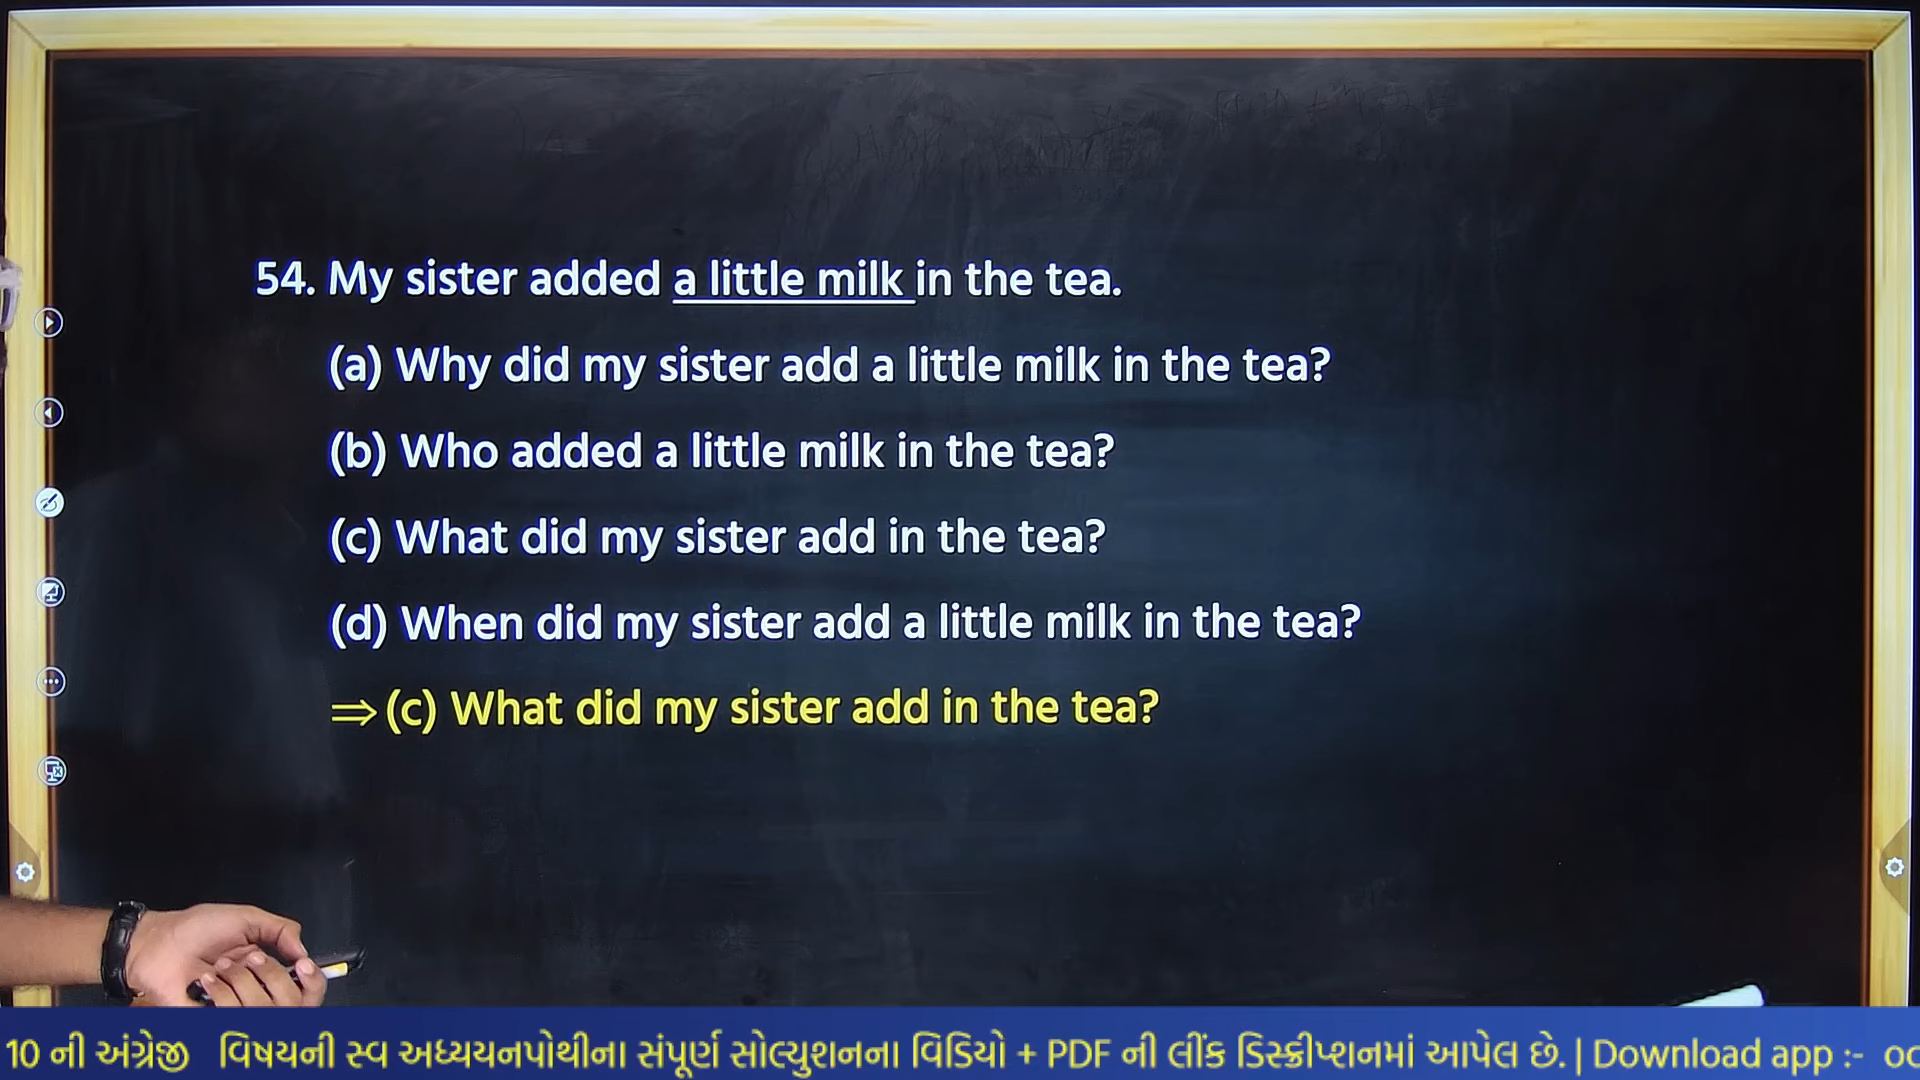 54. My sister added a little milk in the tea.
(a) Why did my sister add a little milk in the tea?
(b) Who added a little milk in the tea?
(c) What did my sister add in the tea?
(d) When did my sister add a little milk in the tea?
⇒ (c) What did my sister add in the tea?
10 ની અંગ્રેજી વિષયની સ્વ અધ્યયનપોથીના સંપૂર્ણ સોલ્યુશનના વિડિયો + PDF ની લીંક ડિસ્ક્રીપ્શનમાં આપેલ છે. | Download app :-